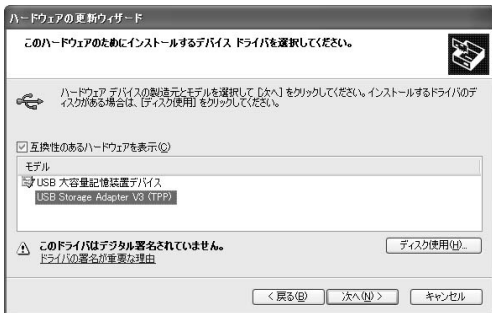 ハードウェアの更新ウィザード
このハードウェアのためにインストールするデバイス ドライバを選択してください。
ハードウェア デバイスの製造元とモデルを選択して [次へ] をクリックしてください。インストールするドライバのデ
ィスクがある場合は、[ディスク使用] をクリックしてください。
互換性のあるハードウェアを表示(C)
モデル
USB 大容量記憶装置デバイス
USB Storage Adapter V3 (TPP)
このドライバはデジタル署名されていません。
ディスク使用(H)...
ドライバの署名が重要な理由
< 戻る(B)
次へ(N) >
キャンセル